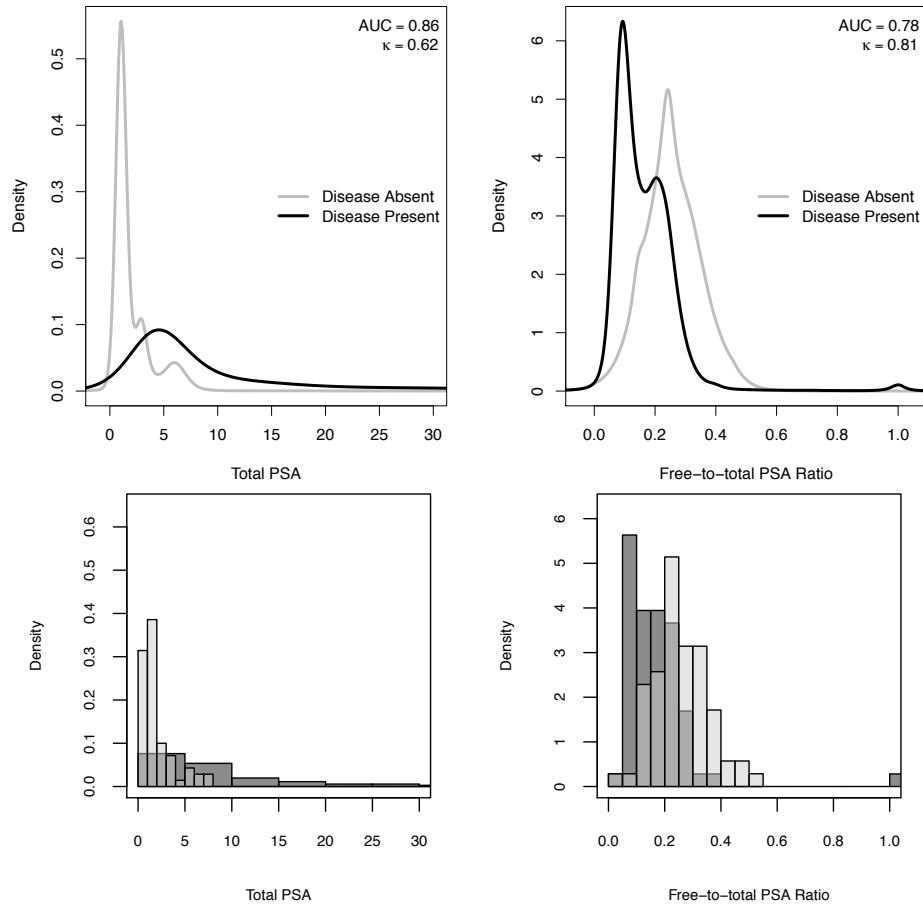 AUC = 0.86
κ = 0.62
Density
0.0 0.1 0.2 0.3 0.4 0.5
Disease Absent
Disease Present
0 5 10 15 20 25 30
Total PSA
AUC = 0.78
κ = 0.81
Density
0 1 2 3 4 5 6
Disease Absent
Disease Present
0.0 0.2 0.4 0.6 0.8 1.0
Free−to−total PSA Ratio
Density
0.0 0.1 0.2 0.3 0.4 0.5 0.6
0 5 10 15 20 25 30
Total PSA
Density
0 1 2 3 4 5 6
0.0 0.2 0.4 0.6 0.8 1.0
Free−to−total PSA Ratio